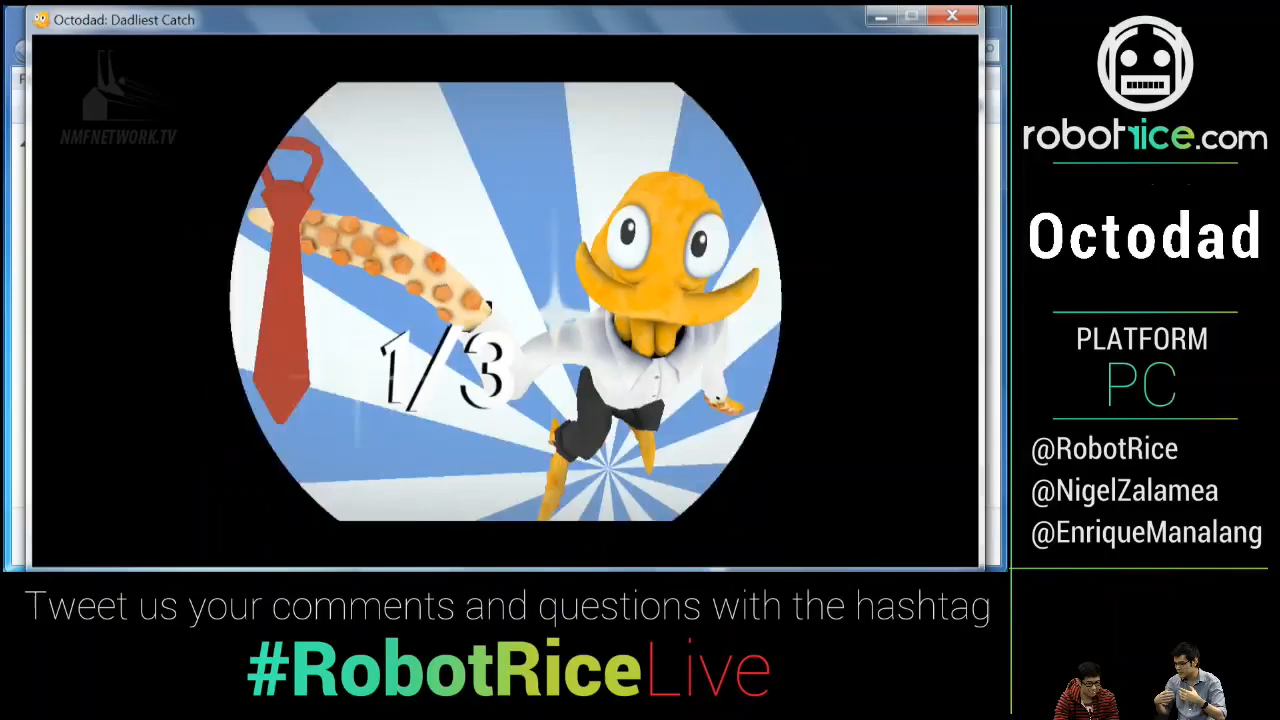 Octodad: Dadliest Catch
NMFNETWORK.TV
1/3
robotrice.com
Octodad
PLATFORM
PC
@RobotRice
@NigelZalamea
@EnriqueManalang
Tweet us your comments and questions with the hashtag
#RobotRiceLive